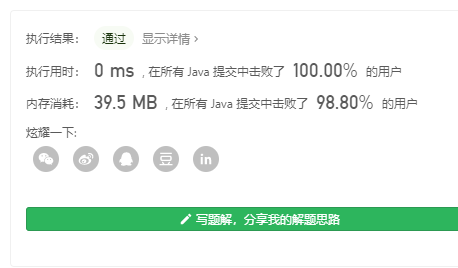 执行结果： 通过 显示详情 ›
执行用时： 0 ms , 在所有 Java 提交中击败了 100.00% 的用户
内存消耗： 39.5 MB , 在所有 Java 提交中击败了 98.80% 的用户
炫耀一下:
豆 in
写题解，分享我的解题思路